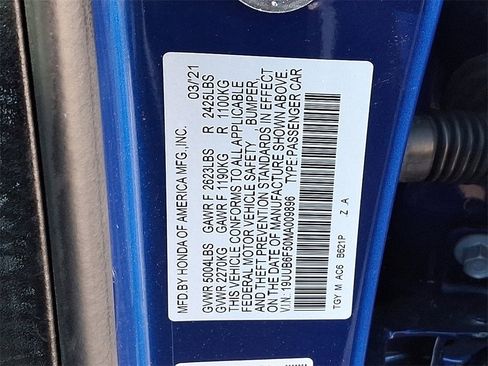 MFD.BY HONDA OF AMERICA MFG.,INC. 03/'21
GVWR 5004LBS GAWR F 2623LBS R 2425LBS
GVWR 2270KG GAWR F 1190KG R 1100KG
THIS VEHICLE CONFORMS TO ALL APPLICABLE
FEDERAL MOTOR VEHICLE SAFETY, BUMPER,
AND THEFT PREVENTION STANDARDS IN EFFECT
ON THE DATE OF MANUFACTURE SHOWN ABOVE.
V.I.N: 19UUB6F50MA009896 TYPE:PASSENGER CAR
TGY M AC6 B621P Z A